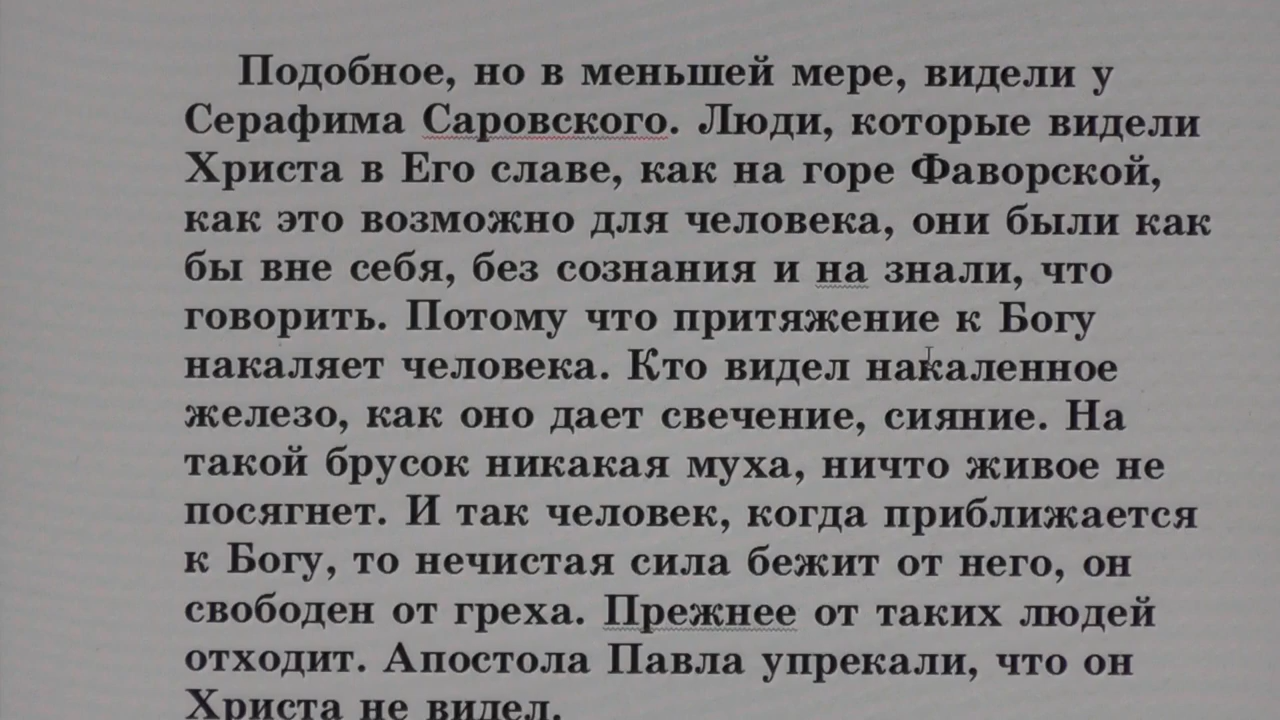 Подобное, но в меньшей мере, видели у
Серафима Саровского. Люди, которые видели
Христа в Его славе, как на горе Фаворской,
как это возможно для человека, они были как
бы вне себя, без сознания и на знали, что
говорить. Потому что притяжение к Богу
накаляет человека. Кто видел накаленное
железо, как оно дает свечение, сияние. На
такой брусок никакая муха, ничто живое не
посягнет. И так человек, когда приближается
к Богу, то нечистая сила бежит от него, он
свободен от греха. Прежнее от таких людей
отходит. Апостола Павла упрекали, что он
Христа не видел.